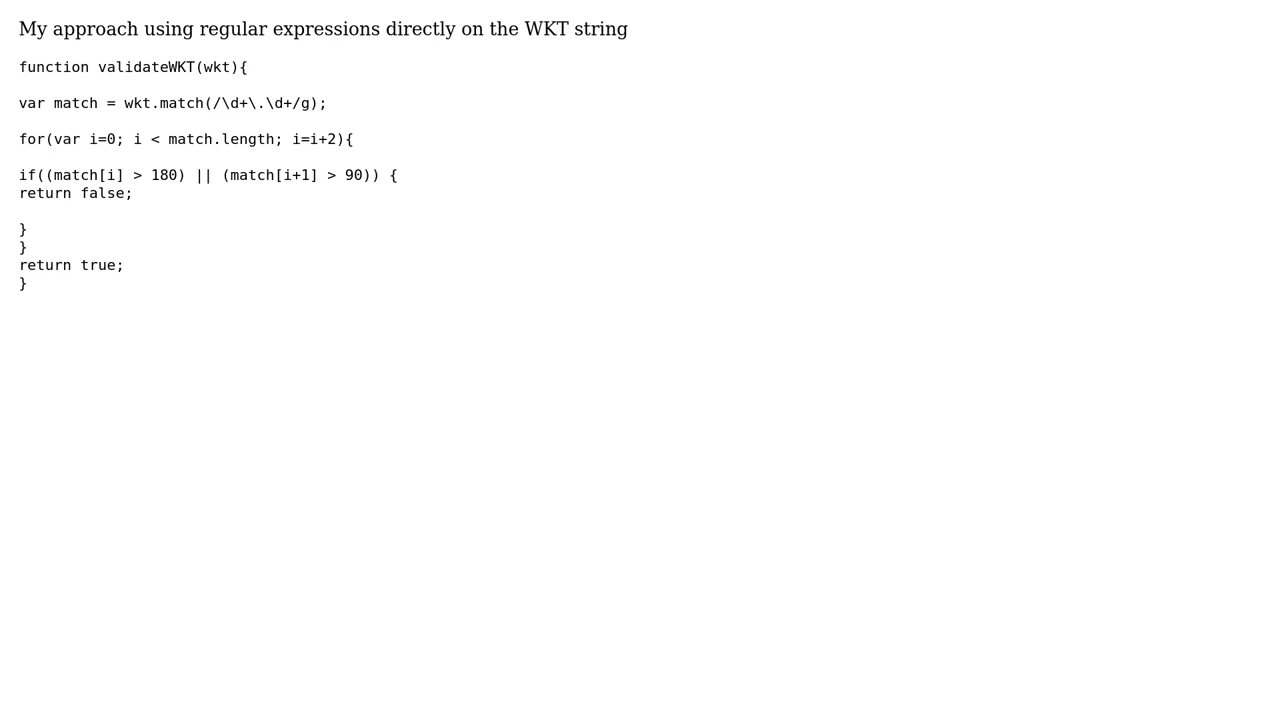 My approach using regular expressions directly on the WKT string
function validateWKT(wkt){
var match = wkt.match(/\d+\.\d+/g);
for(var i=0; i < match.length; i=i+2){
if((match[i] > 180) || (match[i+1] > 90)) {
return false;
}
}
return true;
}